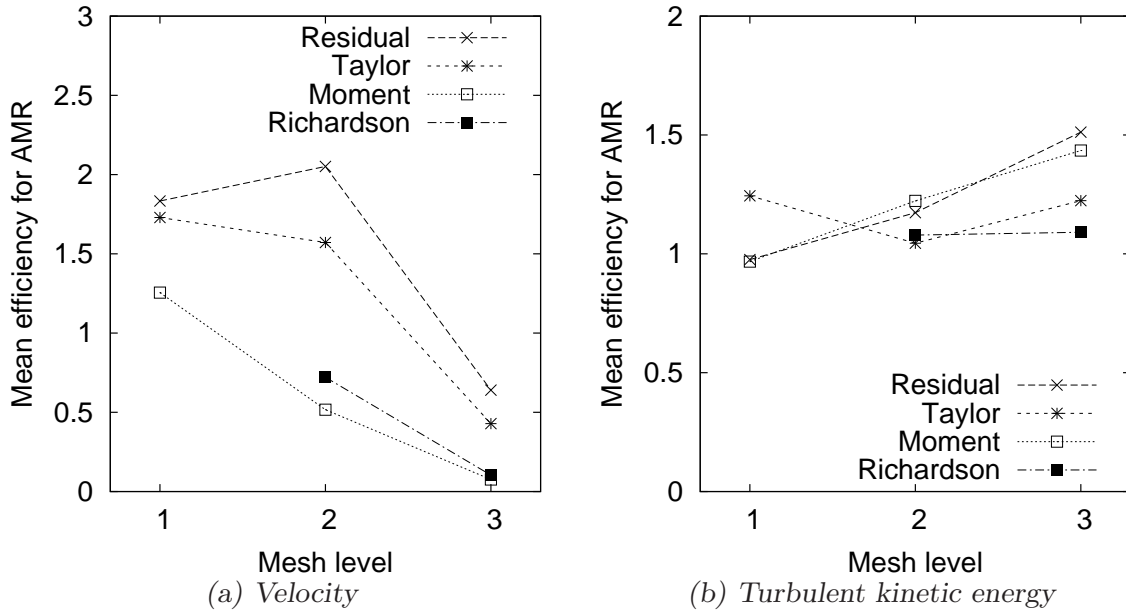 Mean efficiency for AMR
3
2.5
2
1.5
1
0.5
0
Residual
Taylor
Moment
Richardson
1 2 3
Mesh level
(a) Velocity
Mean efficiency for AMR
2
1.5
1
0.5
0
Residual
Taylor
Moment
Richardson
1 2 3
Mesh level
(b) Turbulent kinetic energy